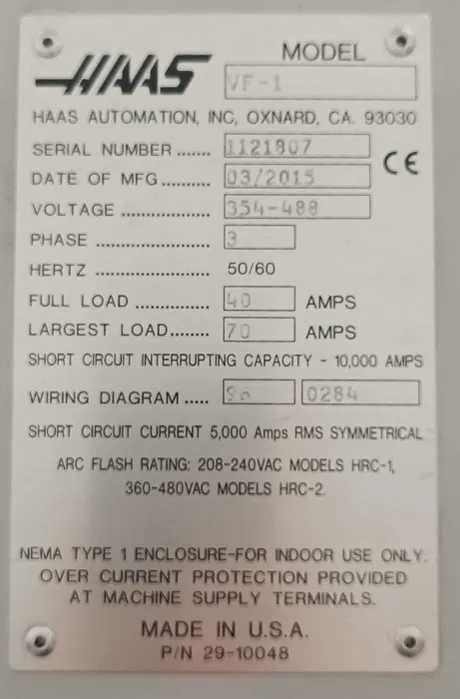 HAAS
MODEL VF-1
HAAS AUTOMATION, INC, OXNARD, CA. 93030
SERIAL NUMBER ...... 1121807
DATE OF MFG.......... 03/2015
CE
VOLTAGE ................. 354-488
PHASE ..................... 3
HERTZ ..................... 50/60
FULL LOAD .............. 40 AMPS
LARGEST LOAD....... 70 AMPS
SHORT CIRCUIT INTERRUPTING CAPACITY - 10,000 AMPS
WIRING DIAGRAM ..... 96 0284
SHORT CIRCUIT CURRENT 5,000 Amps RMS SYMMETRICAL
ARC FLASH RATING: 208-240VAC MODELS HRC-1,
360-480VAC MODELS HRC-2.
NEMA TYPE 1 ENCLOSURE-FOR INDOOR USE ONLY.
OVER CURRENT PROTECTION PROVIDED
AT MACHINE SUPPLY TERMINALS.
MADE IN U.S.A.
P/N 29-10048